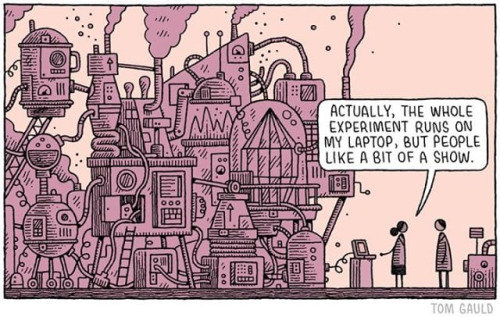 ACTUALLY, THE WHOLE
EXPERIMENT RUNS ON
MY LAPTOP, BUT PEOPLE
LIKE A BIT OF A SHOW.
TOM GAULD